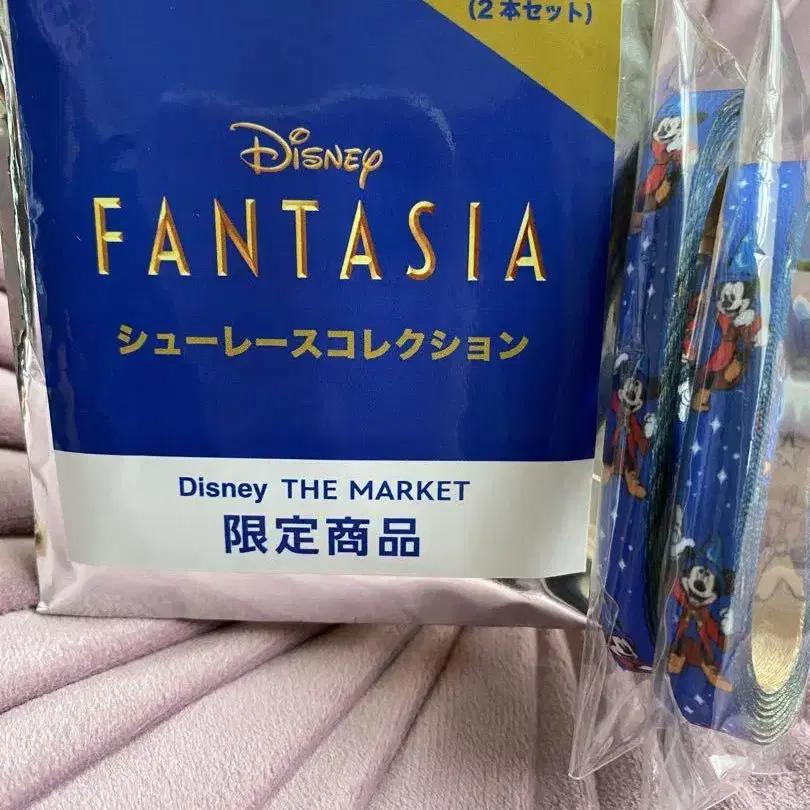 (2本セット)
Disney
FANTASIA
シューレースコレクション
Disney THE MARKET
限定商品